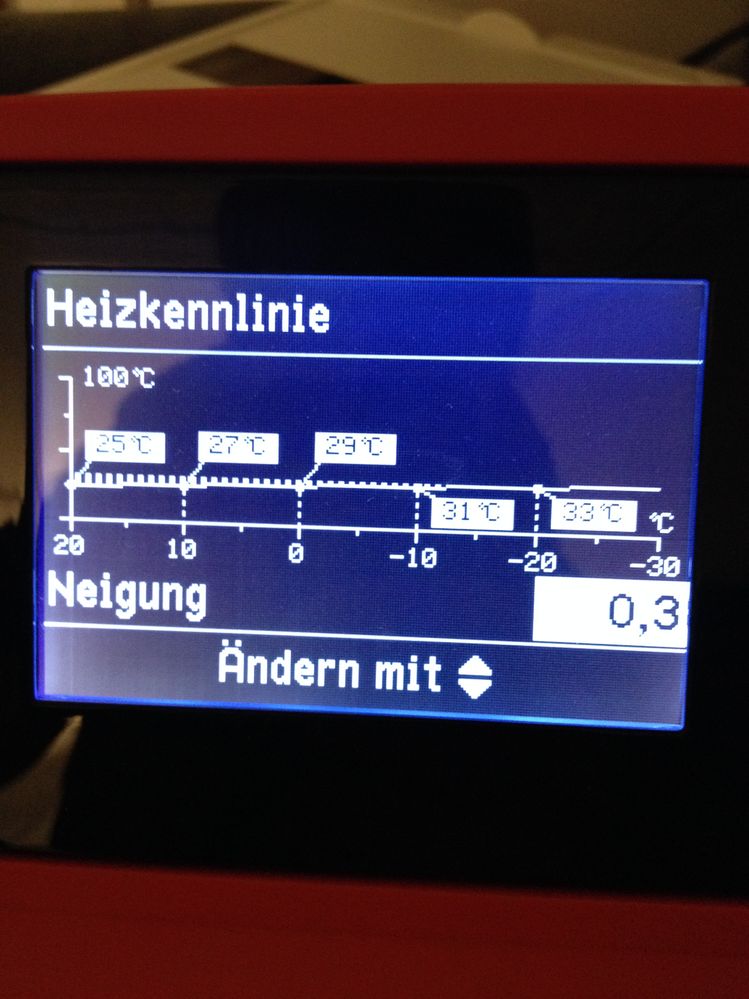 Heizkennlinie
100°C
25°C 27°C 29°C
31°C 33°C °C
20 10 0 -10 -20 -30
Neigung 0,3
Ändern mit